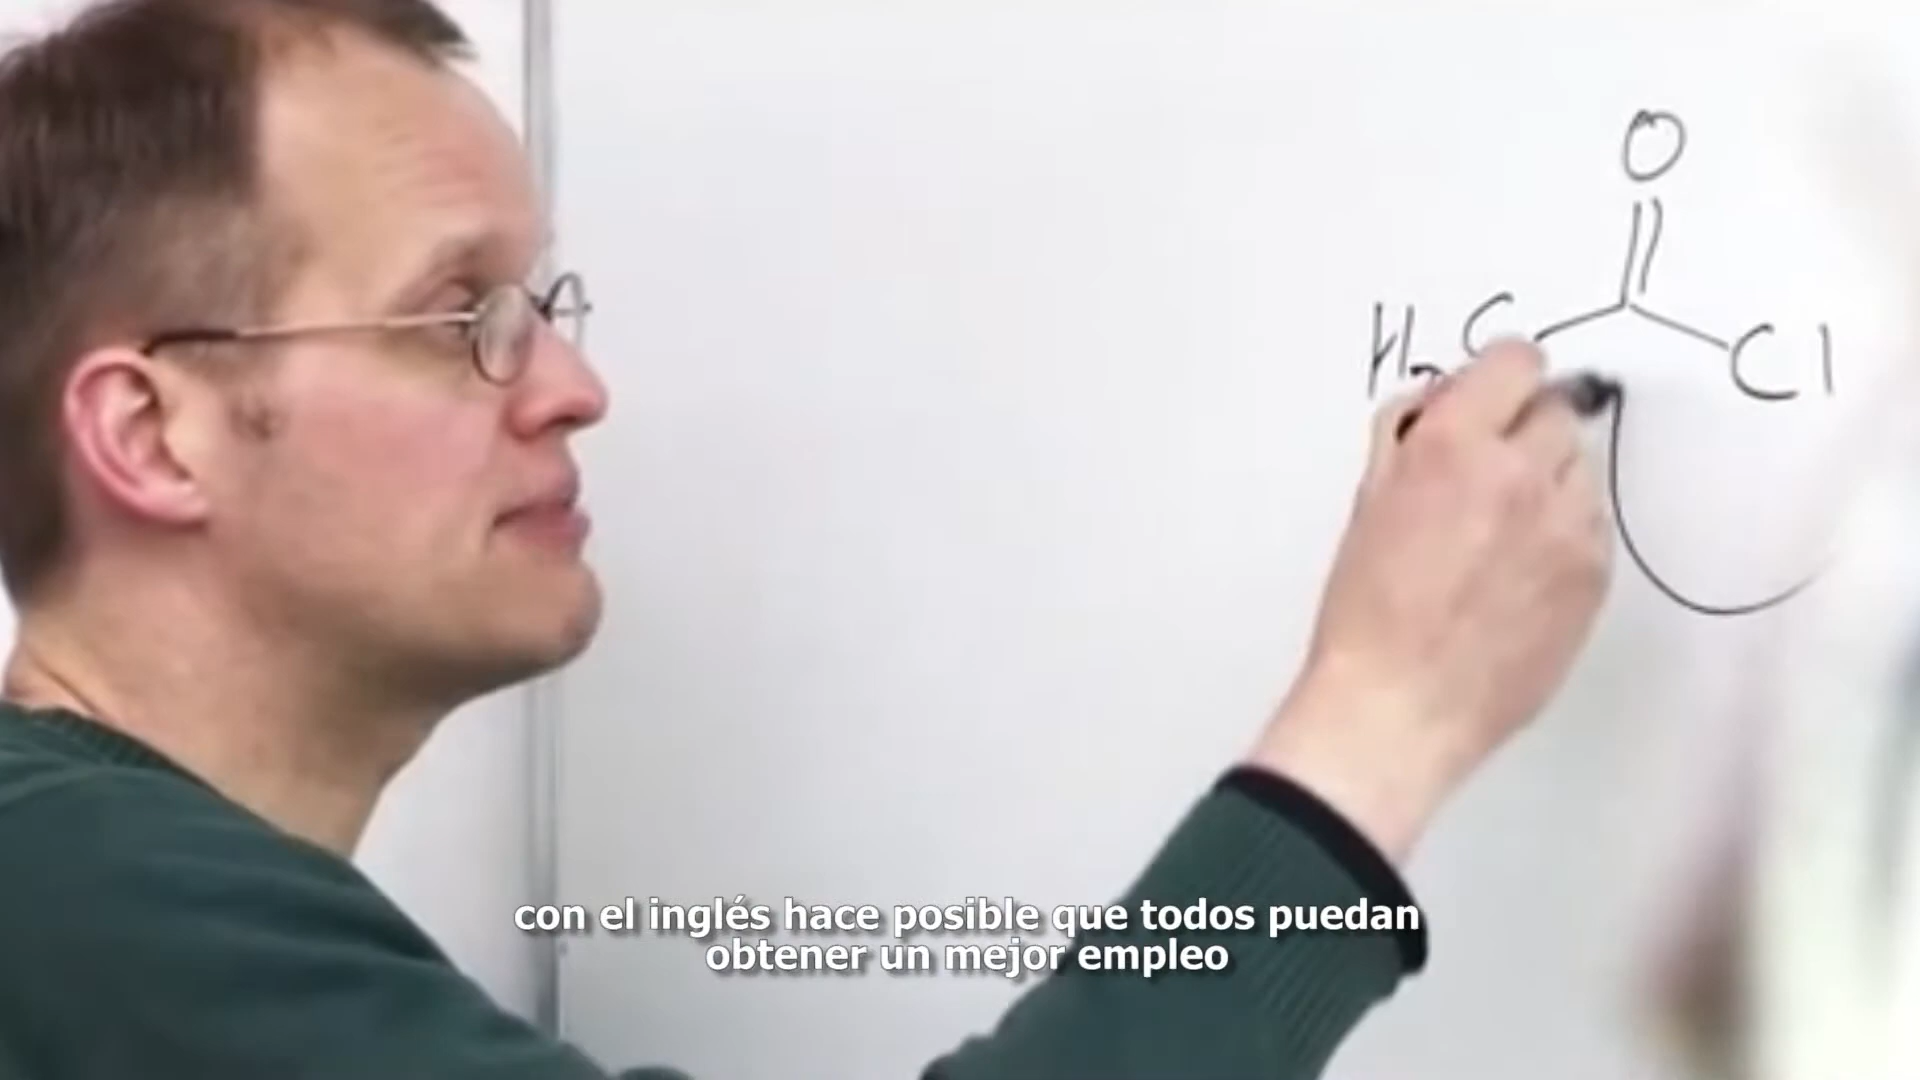 O
H₃C Cl
con el inglés hace posible que todos puedan
obtener un mejor empleo